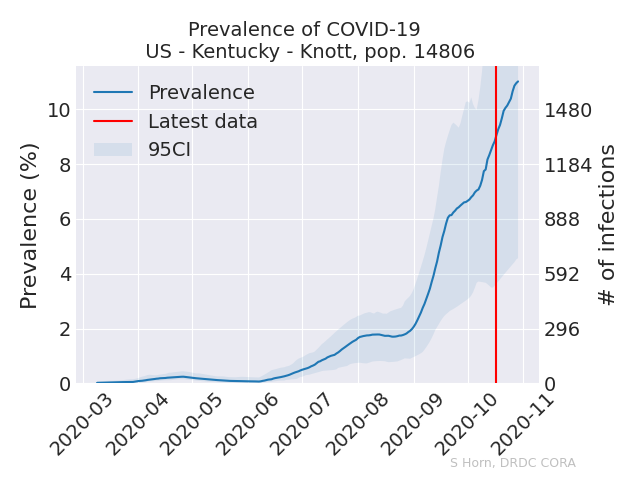 Prevalence of COVID-19
US - Kentucky - Knott, pop. 14806
Prevalence
Latest data
95CI
Prevalence (%)
10
8
6
4
2
0
1480
1184
888
592
296
0
# of infections
2020-03
2020-04
2020-05
2020-06
2020-07
2020-08
2020-09
2020-10
2020-11
S Horn, DRDC CORA